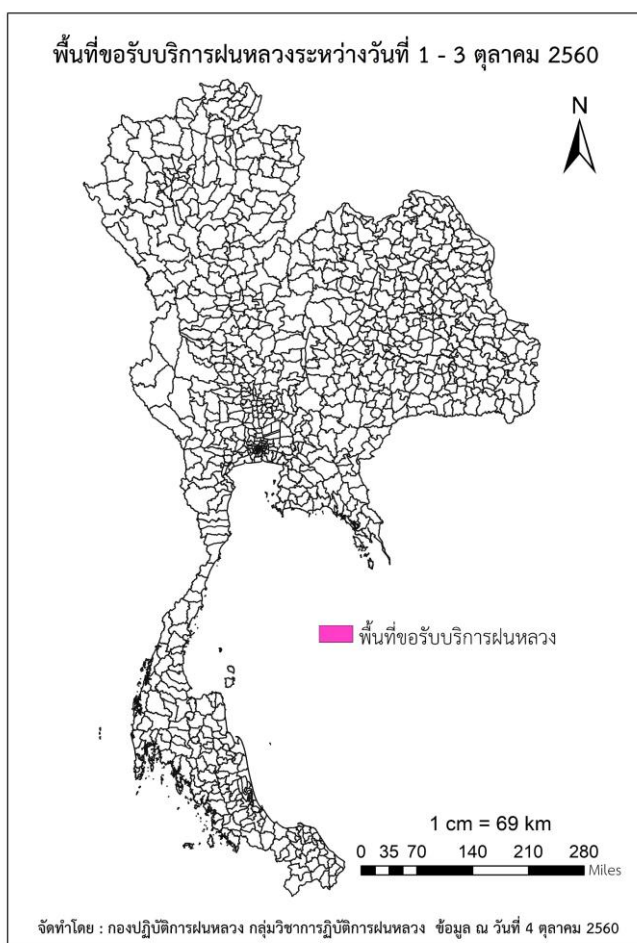 พื้นที่ขอรับบริการฝนหลวงระหว่างวันที่ 1 - 3 ตุลาคม 2560
N
พื้นที่ขอรับบริการฝนหลวง
1 cm = 69 km
0 35 70 140 210 280
Miles
จัดทำโดย : กองปฏิบัติการฝนหลวง กลุ่มวิชาการฏิบัติการฝนหลวง ข้อมูล ณ วันที่ 4 ตุลาคม 2560